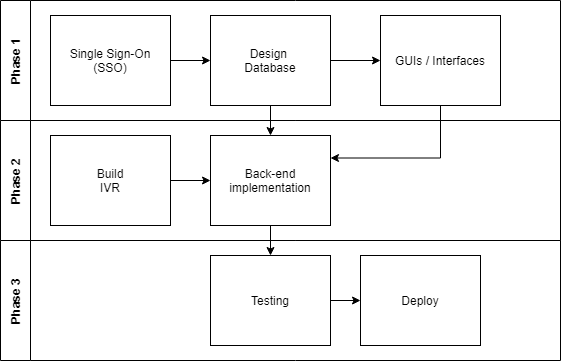 Phase 1
Single Sign-On
(SSO)
Design
Database
GUIs / Interfaces
Phase 2
Build
IVR
Back-end
implementation
Phase 3
Testing
Deploy